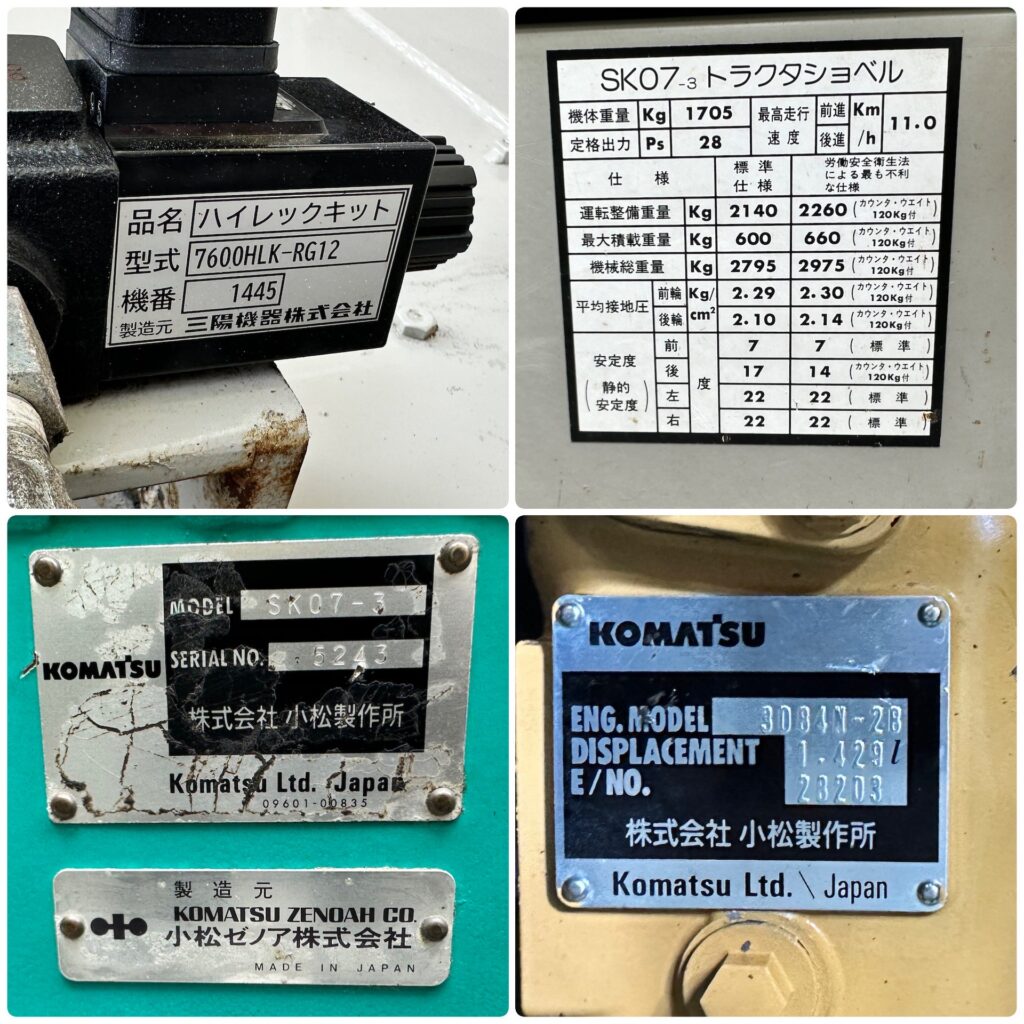 品名 ハイレックキット
型式 7600HLK-RG12
機番 1445
製造元 三陽機器株式会社
SK07-3 トラクタショベル
機体重量 Kg 1705 最高走行速度 前進 後進 Km/h 11.0
定格出力 Ps 28
仕様 標準仕様 労働安全衛生法による最も不利な仕様
運転整備重量 Kg 2140 2260 (カウンタ・ウエイト120Kg付)
最大積載重量 Kg 600 660 (カウンタ・ウエイト120Kg付)
機械総重量 Kg 2795 2975 (カウンタ・ウエイト120Kg付)
平均接地圧 前輪 Kg/cm² 2.29 2.30 (カウンタ・ウエイト120Kg付)
後輪 2.10 2.14 (カウンタ・ウエイト120Kg付)
安定度(静的安定度) 前 度 7 7 (標準)
後 17 14 (カウンタ・ウエイト120Kg付)
左 22 22 (標準)
右 22 22 (標準)
KOMATSU
MODEL SK07-3
SERIAL NO. 5243
株式会社 小松製作所
Komatsu Ltd. Japan
09601-00835
製造元
KOMATSU ZENOAH CO.
小松ゼノア株式会社
MADE IN JAPAN
KOMATSU
ENG. MODEL 3D84N-2B
DISPLACEMENT 1.429 l
E/NO. 28203
株式会社 小松製作所
Komatsu Ltd. \ Japan